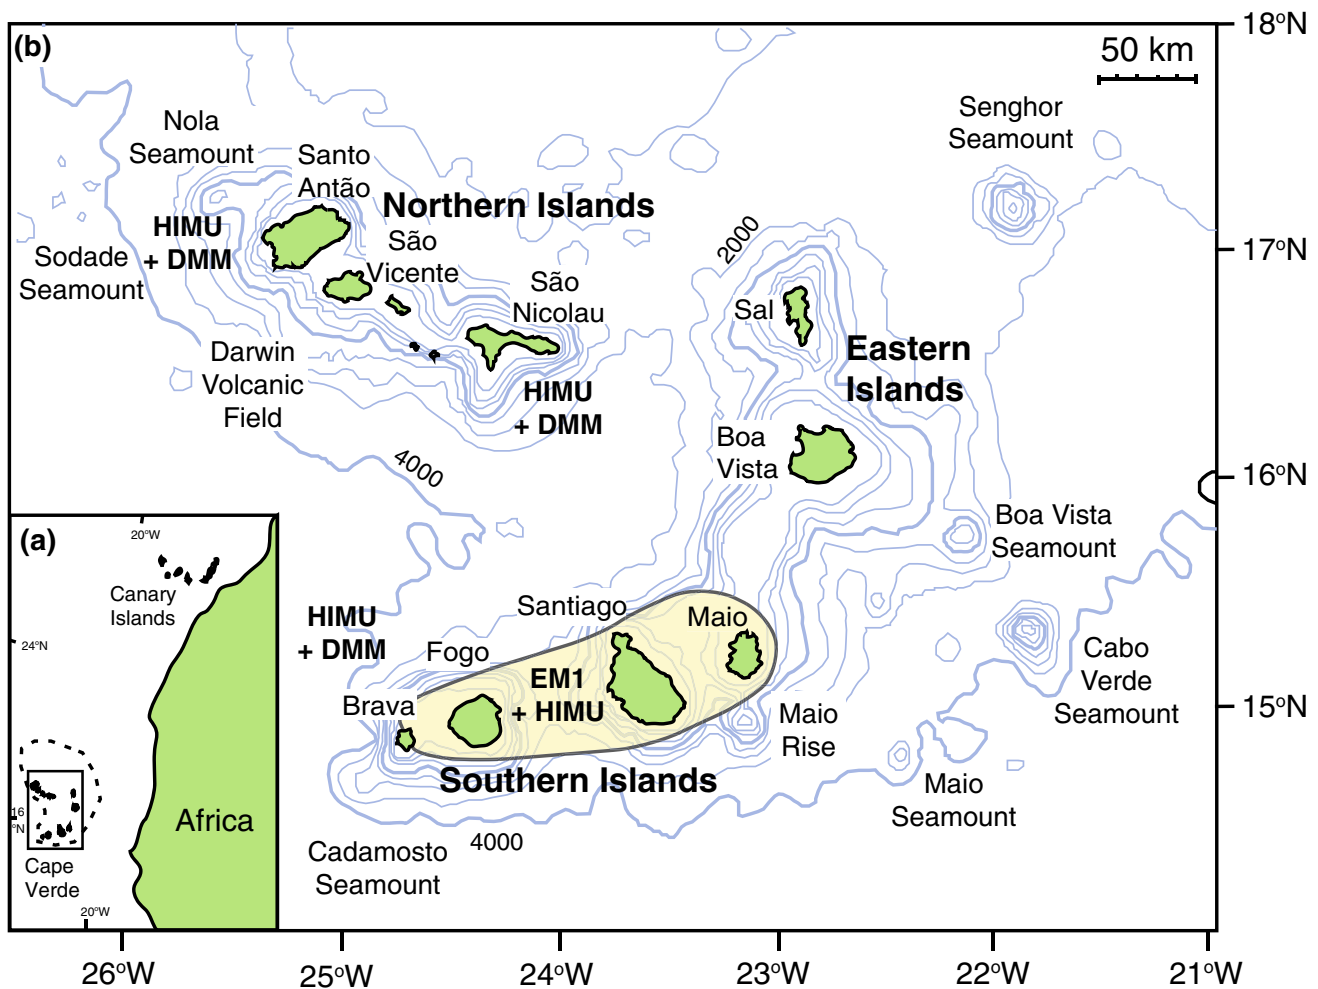 (b)
18°N
50 km
Senghor
Seamount
Nola
Seamount
Santo
Antão
Northern Islands
HIMU
+ DMM
São
Vicente
Sodade
Seamount
São
Nicolau
2000
17°N
Sal
Eastern
Islands
Darwin
Volcanic
Field
HIMU
+ DMM
Boa
Vista
4000
16°N
Boa Vista
Seamount
(a)
20°W
Canary
Islands
24°N
16
°N
Africa
Cape
Verde
20°W
HIMU
+ DMM
Santiago
Maio
Fogo
EM1
+ HIMU
Brava
Cabo
Verde
Seamount
15°N
Maio
Rise
Southern Islands
Maio
Seamount
4000
Cadamosto
Seamount
26°W
25°W
24°W
23°W
22°W
21°W